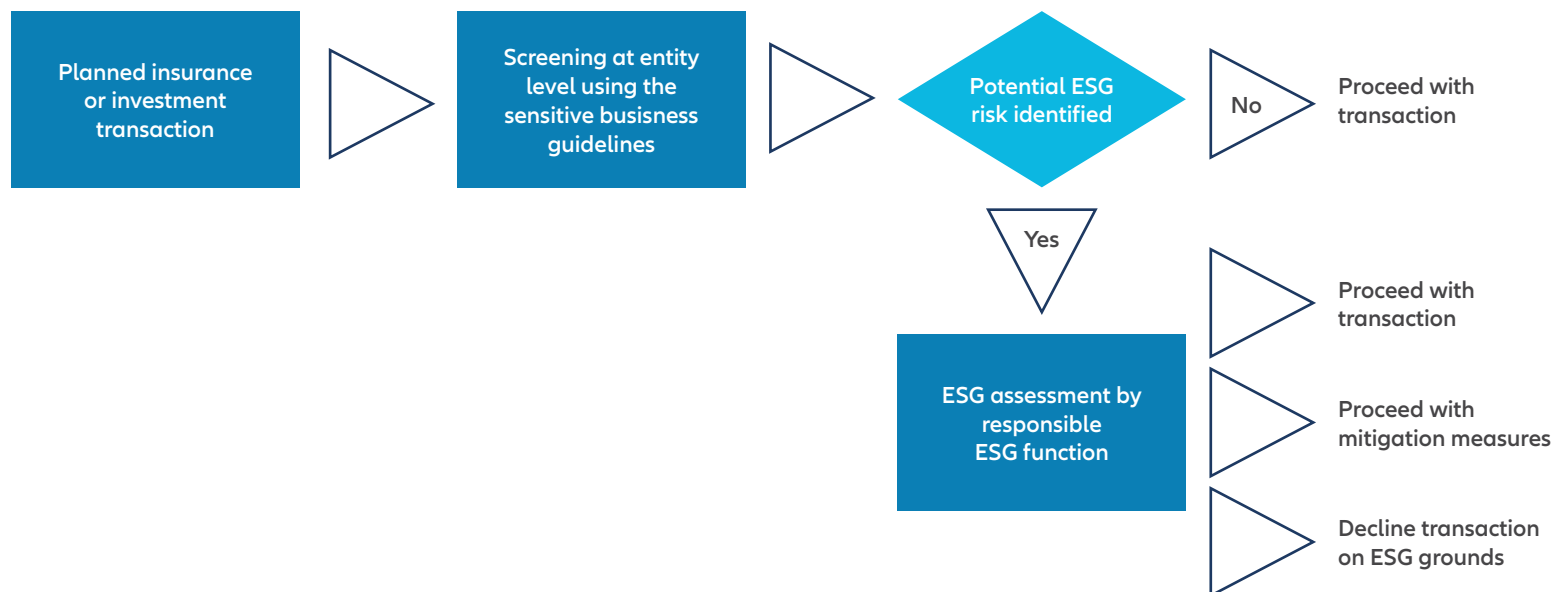 Planned insurance
or investment
transaction
Screening at entity
level using the
sensitive busisness
guidelines
Potential ESG
risk identified
No
Proceed with
transaction
Yes
ESG assessment by
responsible
ESG function
Proceed with
transaction
Proceed with
mitigation measures
Decline transaction
on ESG grounds